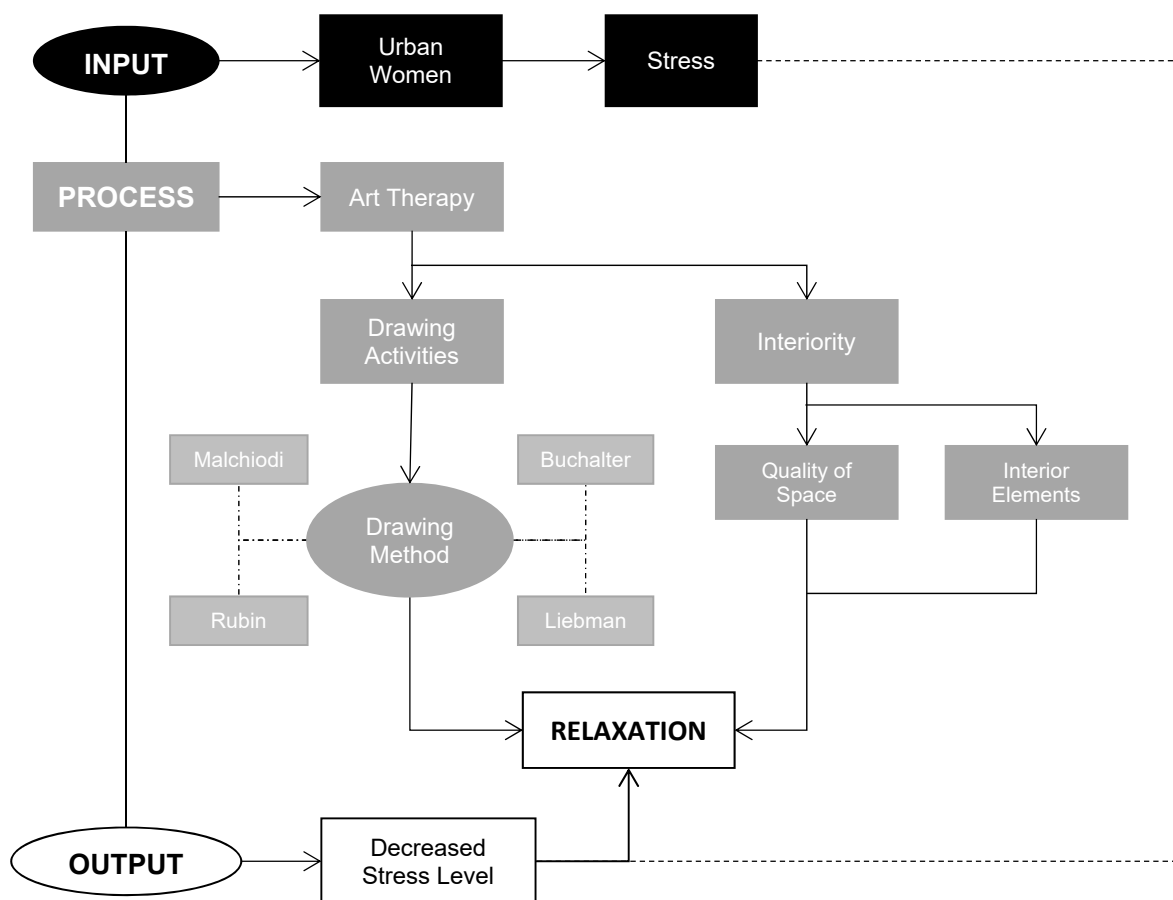 INPUT
Urban
Women
Stress
PROCESS
Art Therapy
Drawing
Activities
Interiority
Malchiodi
Buchalter
Quality of
Space
Interior
Elements
Drawing
Method
Rubin
Liebman
RELAXATION
OUTPUT
Decreased
Stress Level